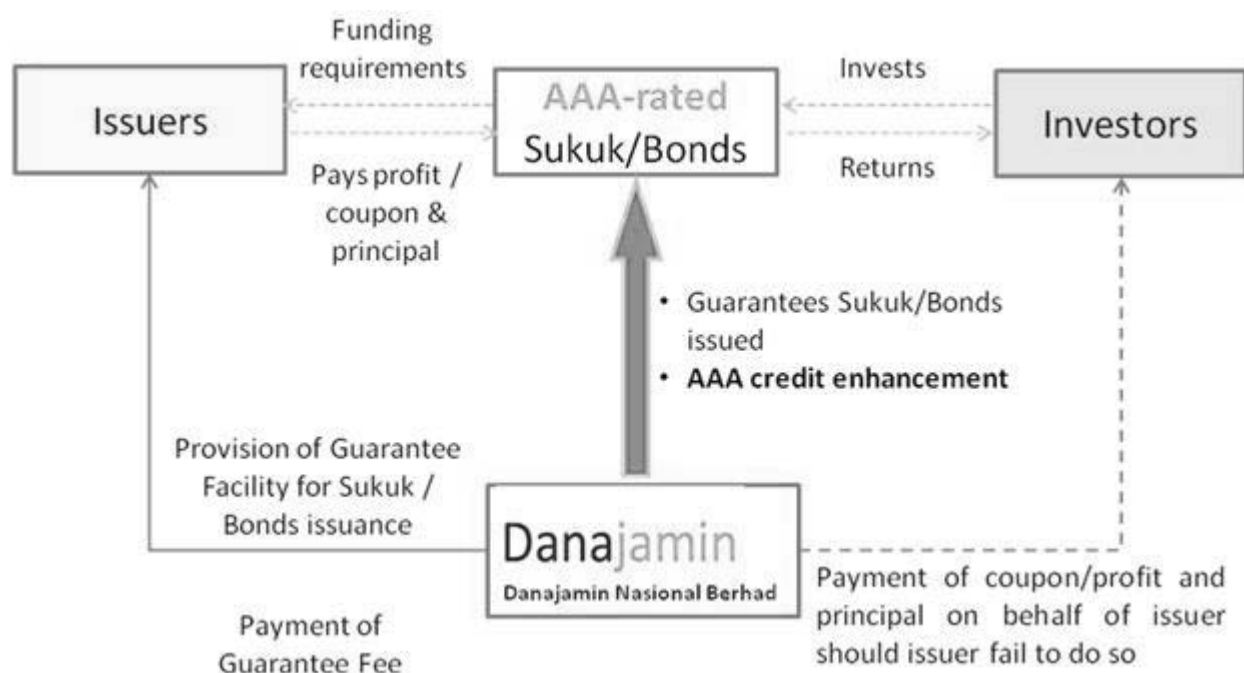 Funding
requirements
Issuers
AAA-rated
Sukuk/Bonds
Invests
Investors
Pays profit /
coupon &
principal
Returns
• Guarantees Sukuk/Bonds
issued
• AAA credit enhancement
Provision of Guarantee
Facility for Sukuk /
Bonds issuance
Danajamin
Danajamin Nasional Berhad
Payment of
Guarantee Fee
Payment of coupon/profit and
principal on behalf of issuer
should issuer fail to do so